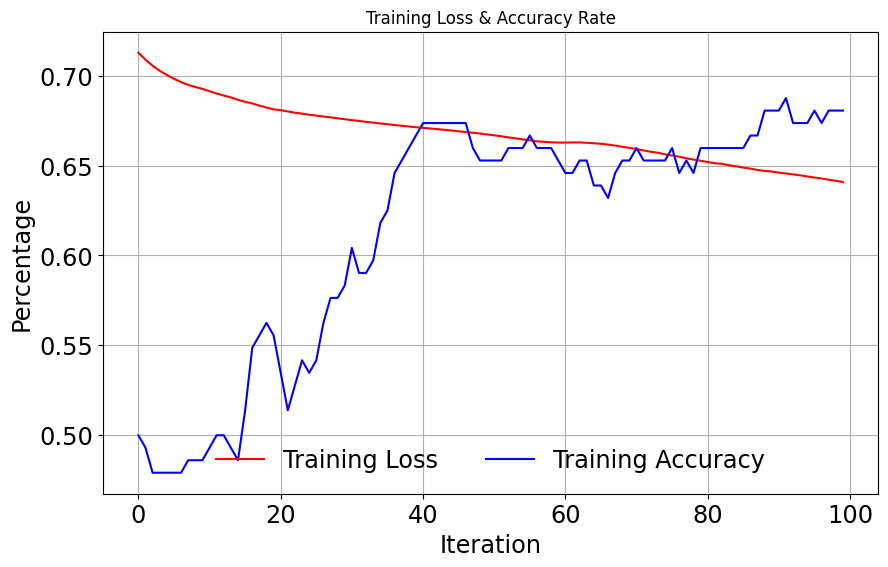 Training Loss & Accuracy Rate
0.70
0.65
0.60
0.55
0.50
Percentage
Training Loss
Training Accuracy
0 20 40 60 80 100
Iteration